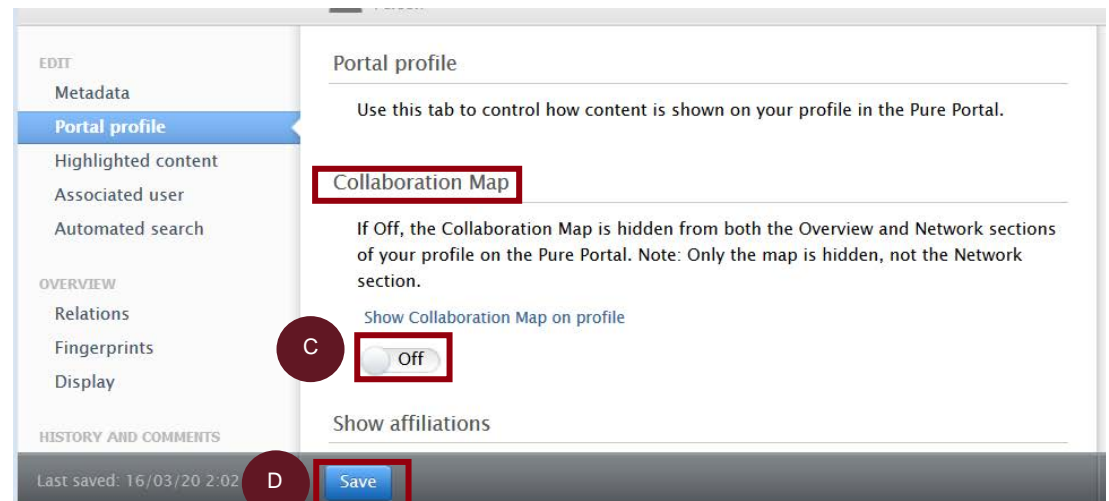 EDIT
Metadata
Portal profile
Highlighted content
Associated user
Automated search
OVERVIEW
Relations
Fingerprints
Display
HISTORY AND COMMENTS
Portal profile
Use this tab to control how content is shown on your profile in the Pure Portal.
Collaboration Map
If Off, the Collaboration Map is hidden from both the Overview and Network sections
of your profile on the Pure Portal. Note: Only the map is hidden, not the Network
section.
Show Collaboration Map on profile
C
Off
Show affiliations
Last saved: 16/03/20 2:02
D
Save